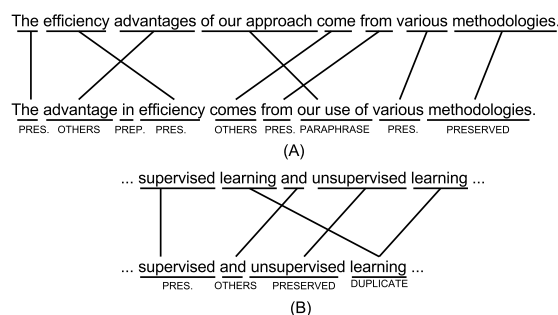 The efficiency advantages of our approach come from various methodologies.
The advantage in efficiency comes from our use of various methodologies.
PRES. OTHERS PREP. PRES. OTHERS PRES. PARAPHRASE PRES. PRESERVED
(A)
... supervised learning and unsupervised learning ...
... supervised and unsupervised learning ...
PRES. OTHERS PRESERVED DUPLICATE
(B)